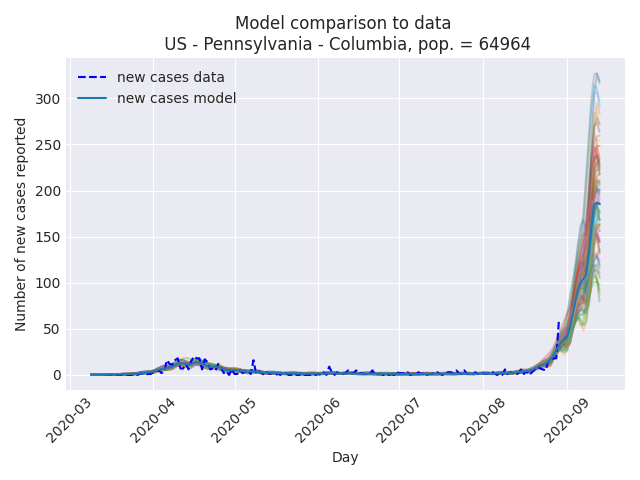 Model comparison to data
US - Pennsylvania - Columbia, pop. = 64964
new cases data
new cases model
Number of new cases reported
300
250
200
150
100
50
0
2020-03
2020-04
2020-05
2020-06
2020-07
2020-08
2020-09
Day